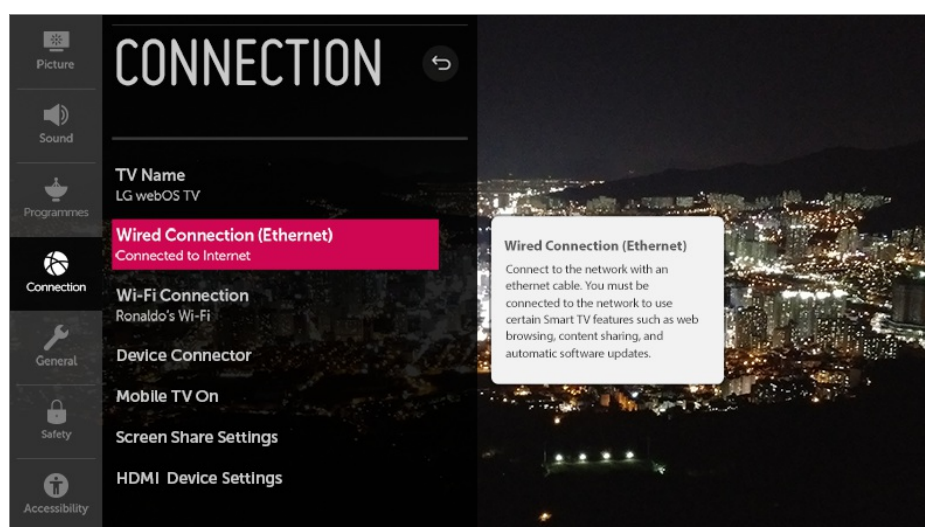 Picture
Sound
Programmes
Connection
General
Safety
Accessibility
CONNECTION
TV Name
LG webOS TV
Wired Connection (Ethernet)
Connected to Internet
Wi-Fi Connection
Ronaldo's Wi-Fi
Device Connector
Mobile TV On
Screen Share Settings
HDMI Device Settings
Wired Connection (Ethernet)
Connect to the network with an
ethernet cable. You must be
connected to the network to use
certain Smart TV features such as web
browsing, content sharing, and
automatic software updates.